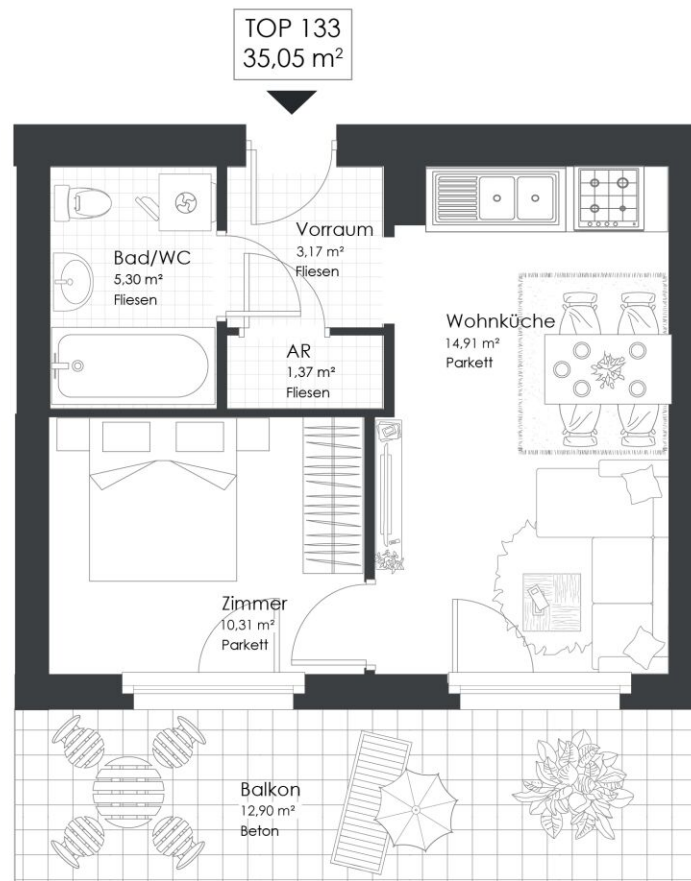 TOP 133
35,05 m²
Vorraum
3,17 m²
Fliesen
Bad/WC
5,30 m²
Fliesen
Wohnküche
14,91 m²
Parkett
AR
1,37 m²
Fliesen
Zimmer
10,31 m²
Parkett
Balkon
12,90 m²
Beton